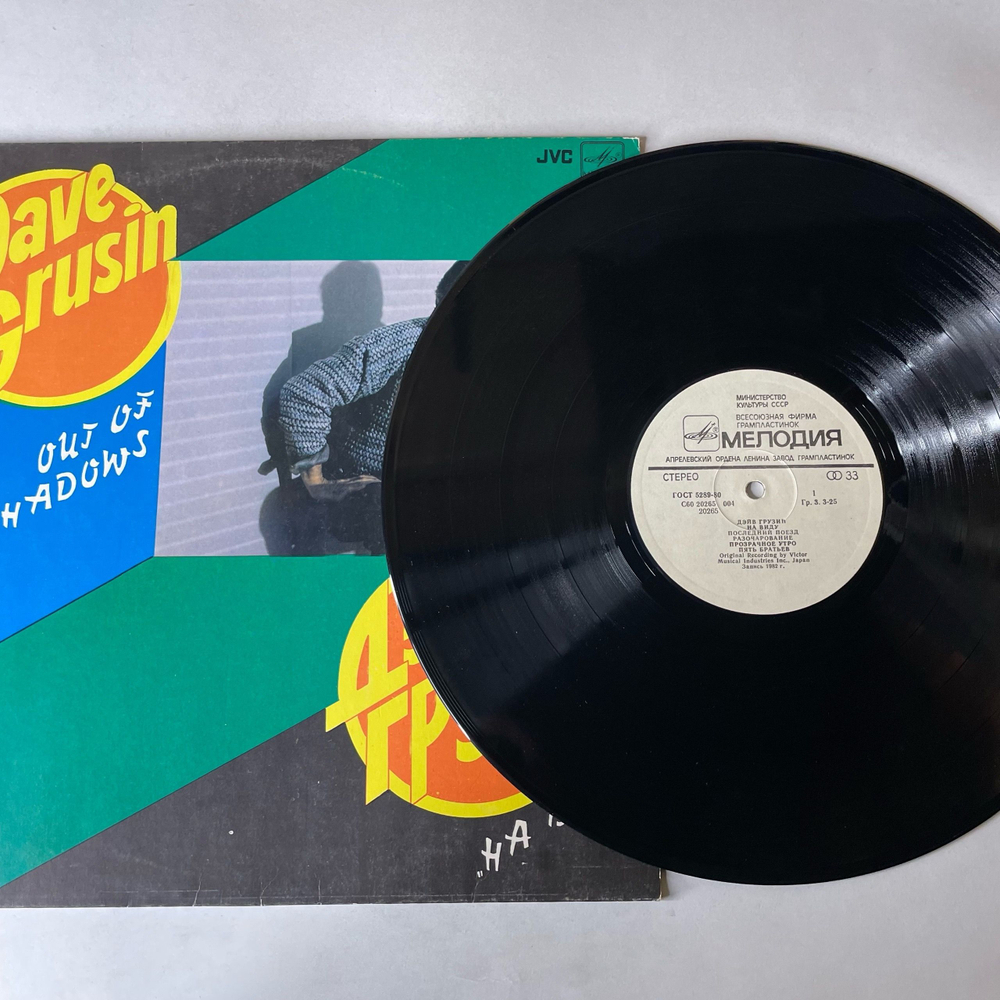 Dave
Grusin
OUT OF
HADOWS
JVC
ГРУ
„НА
МИНИСТЕРСТВО
КУЛЬТУРЫ СССР
ВСЕСОЮЗНАЯ ФИРМА
ГРАМПЛАСТИНОК
МЕЛОДИЯ
АПРЕЛЕВСКИЙ ОРДЕНА ЛЕНИНА ЗАВОД ГРАМПЛАСТИНОК
СТЕРЕО 33
ГОСТ 5289-80 1
С60 20265 004 Гр. 3. 3-25
20265
ДЭЙВ ГРУЗИН
НА ВИДУ
ПОСЛЕДНИЙ ПОЕЗД
РАЗОЧАРОВАНИЕ
ПРОЗРАЧНОЕ УТРО
ПЯТЬ БРАТЬЕВ
Original Recording by Victor
Musical Industries Inc., Japan
Запись 1982 г.